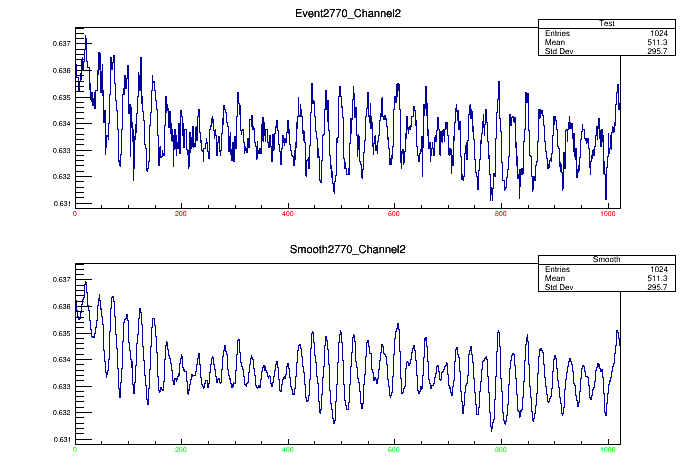 Event2770_Channel2
Test
Entries 1024
Mean 511.3
Std Dev 295.7
0.637
0.636
0.635
0.634
0.633
0.632
0.631
0 200 400 600 800 1000
Smooth2770_Channel2
Smooth
Entries 1024
Mean 511.3
Std Dev 295.7
0.637
0.636
0.635
0.634
0.633
0.632
0.631
0 200 400 600 800 1000